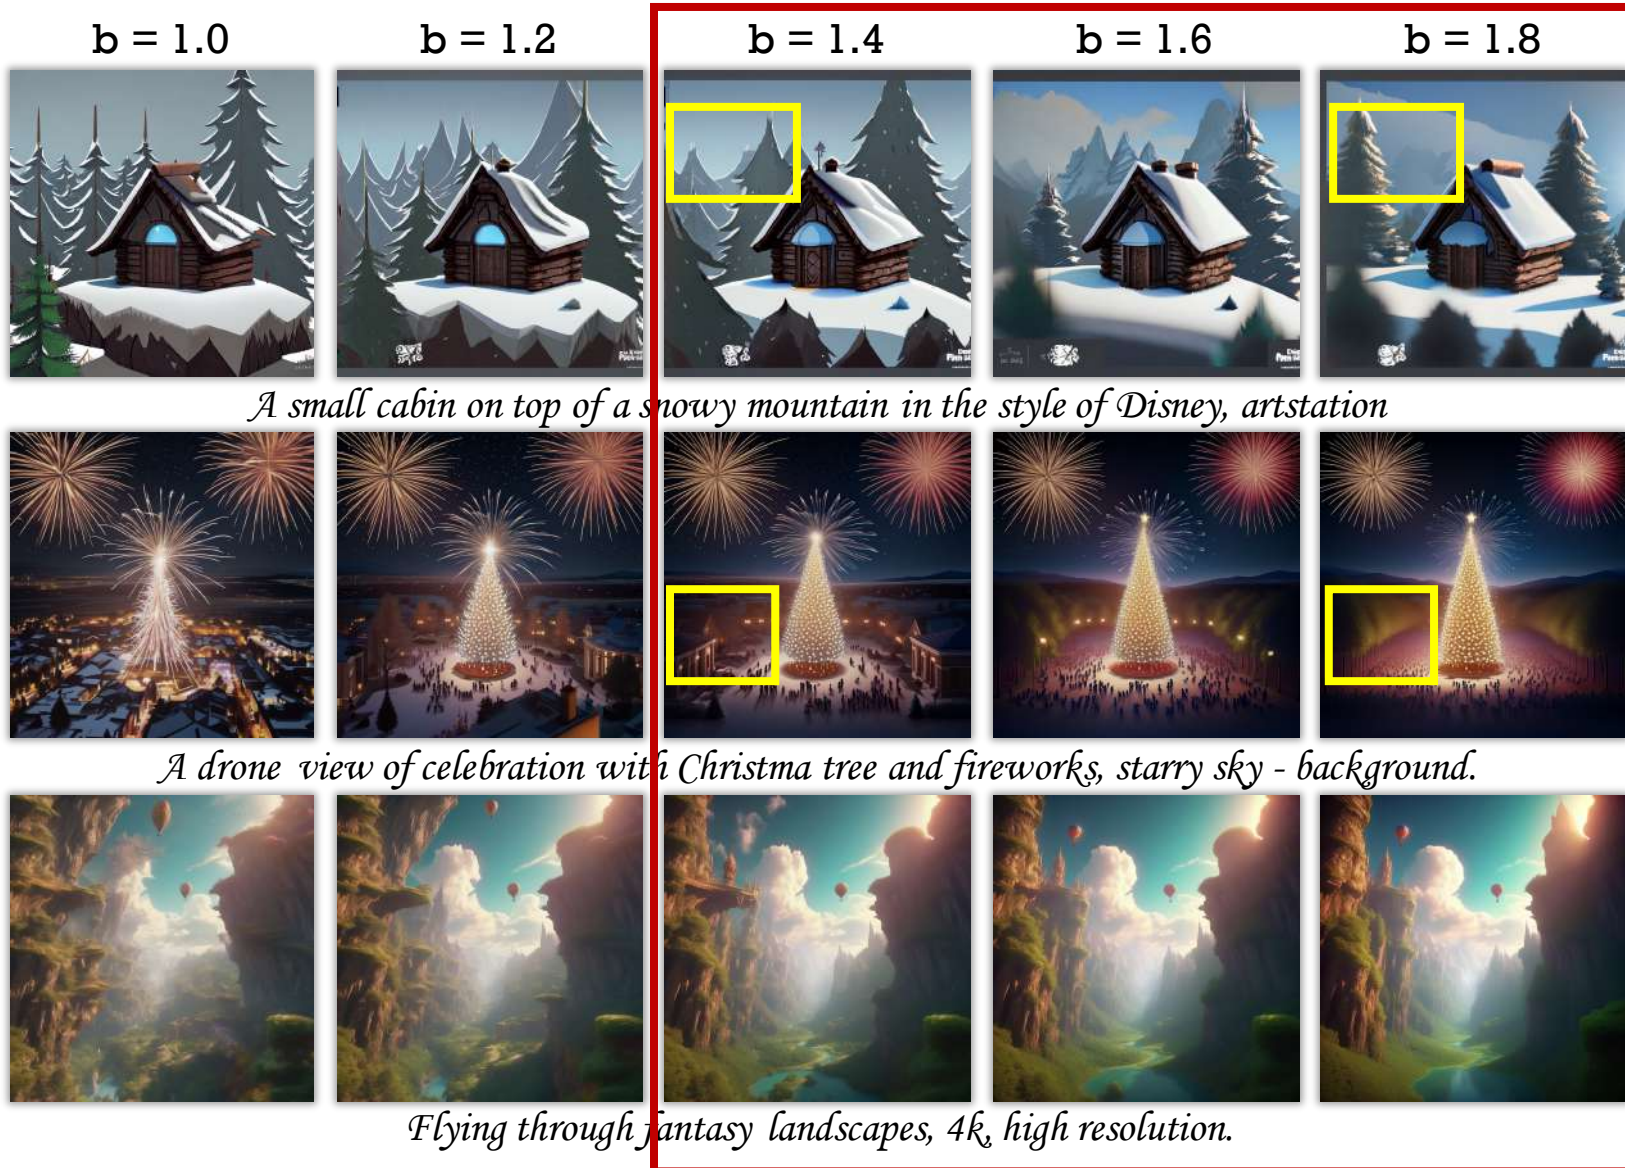 b = 1.0 b = 1.2 b = 1.4 b = 1.6 b = 1.8
A small cabin on top of a snowy mountain in the style of Disney, artstation
A drone view of celebration with Christma tree and fireworks, starry sky - background.
Flying through fantasy landscapes, 4k, high resolution.